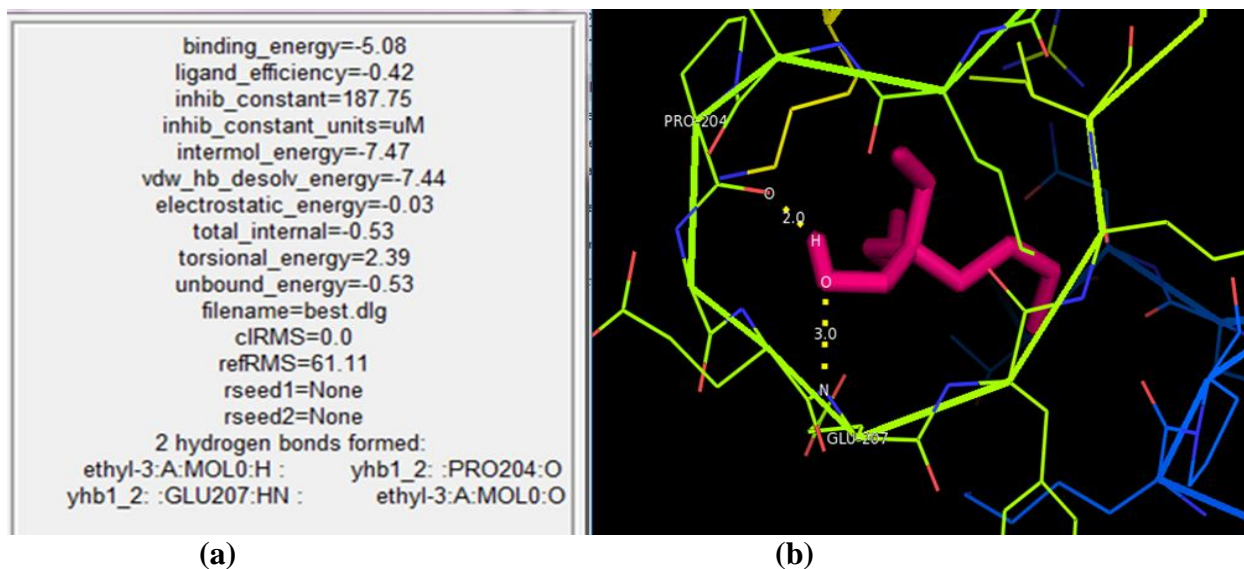 binding_energy=-5.08
ligand_efficiency=-0.42
inhib_constant=187.75
inhib_constant_units=uM
intermol_energy=-7.47
vdw_hb_desolv_energy=-7.44
electrostatic_energy=-0.03
total_internal=-0.53
torsional_energy=2.39
unbound_energy=-0.53
filename=best.dlg
clRMS=0.0
refRMS=61.11
rseed1=None
rseed2=None
2 hydrogen bonds formed:
ethyl-3:A:MOL0:H : yhb1_2: :PRO204:O
yhb1_2: :GLU207:HN : ethyl-3:A:MOL0:O
(a)
PRO-204
O
2.0
H
O
3.0
N
GLU-207
(b)